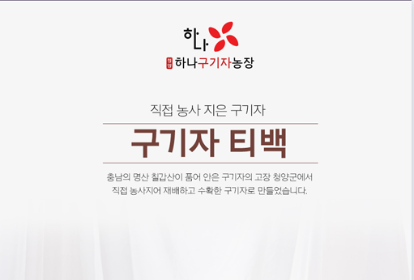 하나
하나구기자농장
직접 농사 지은 구기자
구기자 티백
충남의 명산 칠갑산이 품어 안은 구기자의 고장 청양군에서
직접 농사지어 재배하고 수확한 구기자로 만들었습니다.